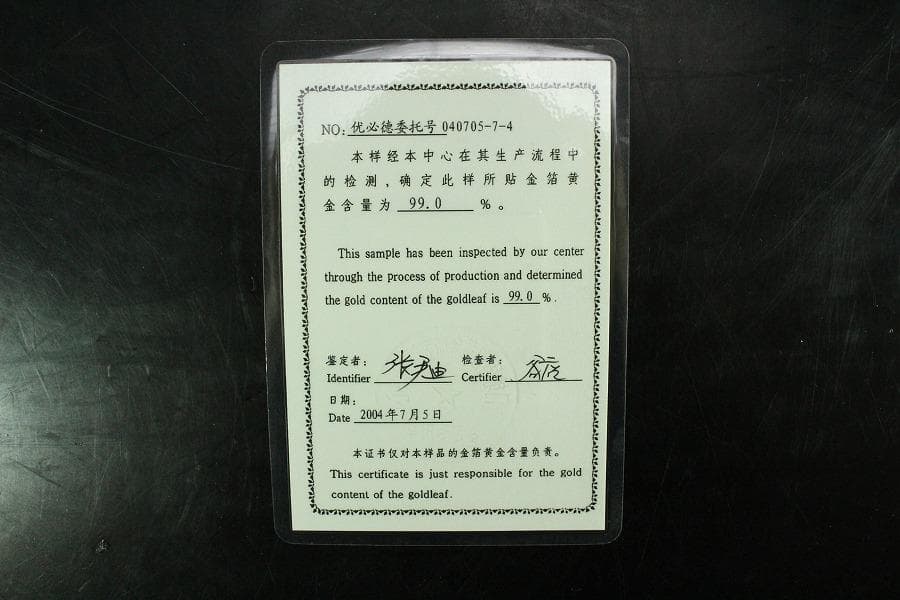 NO: 优必德委托号 040705-7-4
本样经本中心在其生产流程中
的检测,确定此样所贴金箔黄
金含量为 99.0 %。
This sample has been inspected by our center
through the process of production and determined
the gold content of the goldleaf is 99.0 %.
鉴定者: 检查者:
Identifier Certifier
日期:
Date 2004年7月5日
本证书仅对本样品的金箔黄金含量负责。
This certificate is just responsible for the gold
content of the goldleaf.